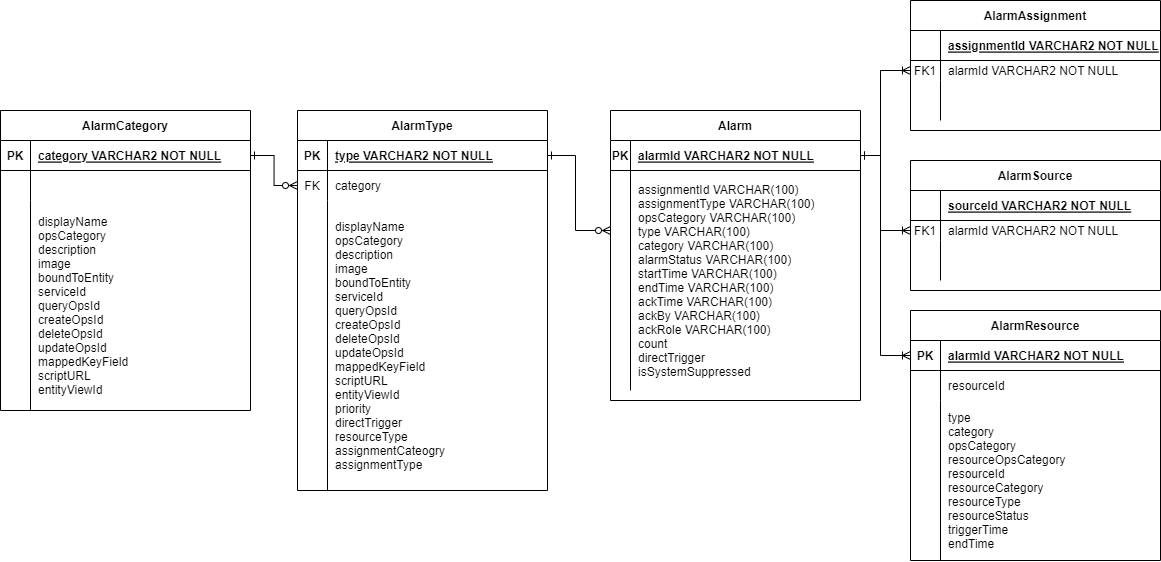 AlarmAssignment
assignmentId VARCHAR2 NOT NULL
FK1 alarmId VARCHAR2 NOT NULL
AlarmCategory
PK category VARCHAR2 NOT NULL
displayName
opsCategory
description
image
boundToEntity
serviceId
queryOpsId
createOpsId
deleteOpsId
updateOpsId
mappedKeyField
scriptURL
entityViewId
AlarmType
PK type VARCHAR2 NOT NULL
FK category
displayName
opsCategory
description
image
boundToEntity
serviceId
queryOpsId
createOpsId
deleteOpsId
updateOpsId
mappedKeyField
scriptURL
entityViewId
priority
directTrigger
resourceType
assignmentCateogry
assignmentType
Alarm
PK alarmId VARCHAR2 NOT NULL
assignmentId VARCHAR(100)
assignmentType VARCHAR(100)
opsCategory VARCHAR(100)
type VARCHAR(100)
category VARCHAR(100)
alarmStatus VARCHAR(100)
startTime VARCHAR(100)
endTime VARCHAR(100)
ackTime VARCHAR(100)
ackBy VARCHAR(100)
ackRole VARCHAR(100)
count
directTrigger
isSystemSuppressed
AlarmSource
sourceId VARCHAR2 NOT NULL
FK1 alarmId VARCHAR2 NOT NULL
AlarmResource
PK alarmId VARCHAR2 NOT NULL
resourceId
type
category
opsCategory
resourceOpsCategory
resourceId
resourceCategory
resourceType
resourceStatus
triggerTime
endTime